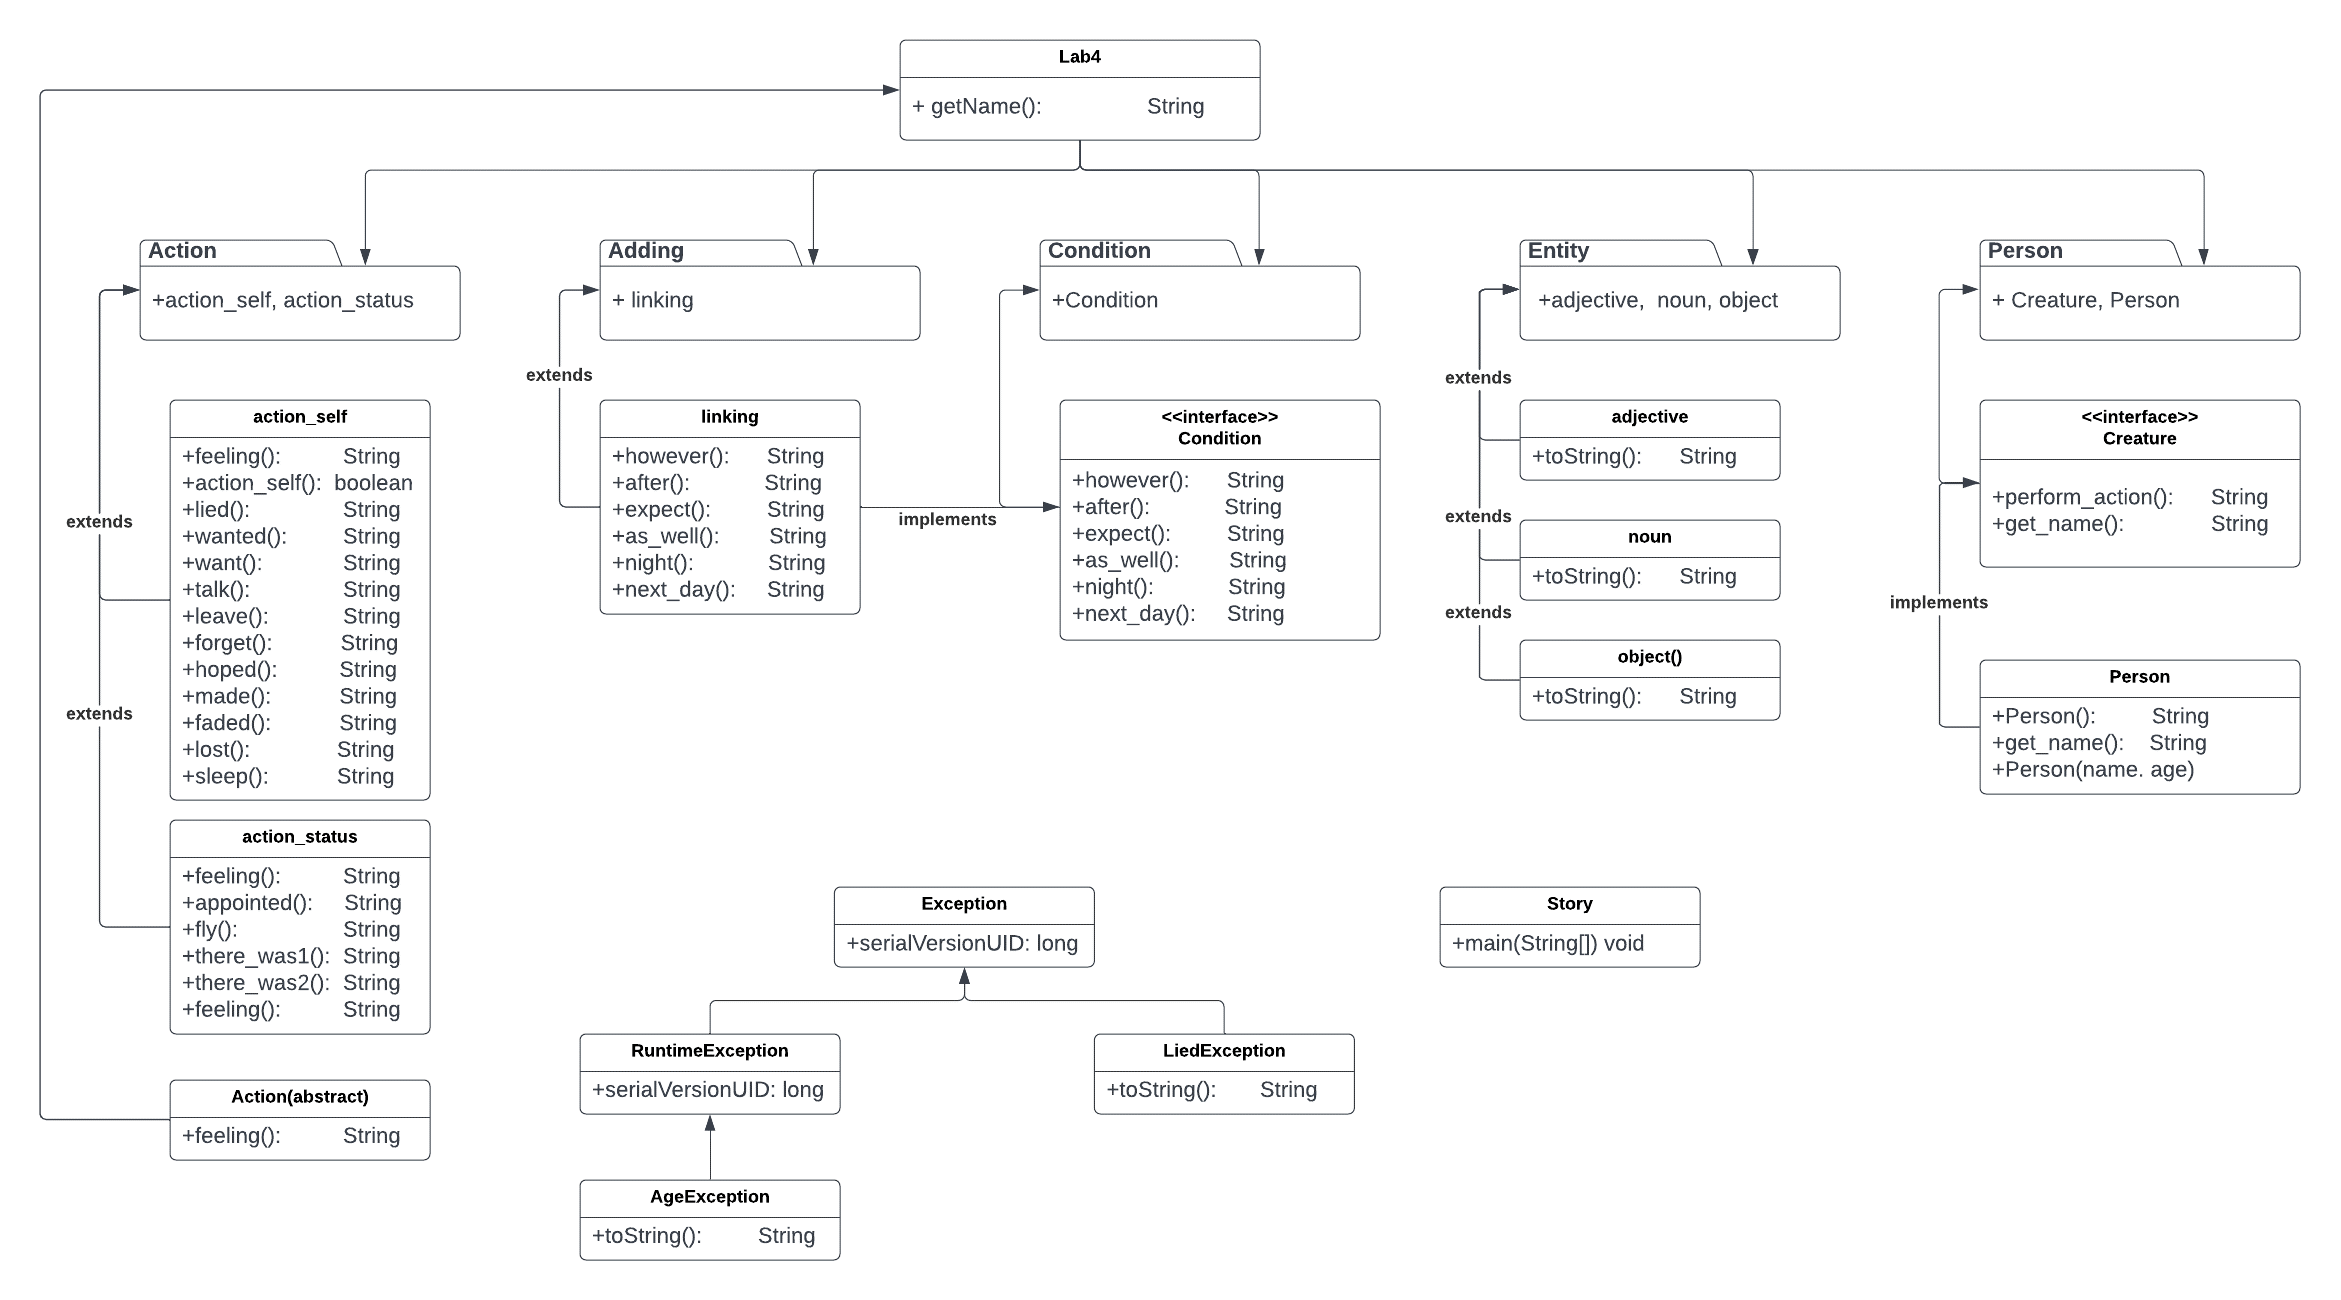 Lab4
+ getName(): String
Action
+action_self, action_status
Adding
+ linking
Condition
+Condition
Entity
+adjective, noun, object
Person
+ Creature, Person
extends
extends
action_self
+feeling(): String
+action_self(): boolean
+lied(): String
+wanted(): String
+want(): String
+talk(): String
+leave(): String
+forget(): String
+hoped(): String
+made(): String
+faded(): String
+lost(): String
+sleep(): String
action_status
+feeling(): String
+appointed(): String
+fly(): String
+there_was1(): String
+there_was2(): String
+feeling(): String
Action(abstract)
+feeling(): String
extends
linking
+however(): String
+after(): String
+expect(): String
+as_well(): String
+night(): String
+next_day(): String
implements
<<interface>>
Condition
+however(): String
+after(): String
+expect(): String
+as_well(): String
+night(): String
+next_day(): String
extends
adjective
+toString(): String
extends
noun
+toString(): String
extends
object()
+toString(): String
<<interface>>
Creature
+perform_action(): String
+get_name(): String
implements
Person
+Person(): String
+get_name(): String
+Person(name. age)
Exception
+serialVersionUID: long
Story
+main(String[]) void
RuntimeException
+serialVersionUID: long
LiedException
+toString(): String
AgeException
+toString(): String